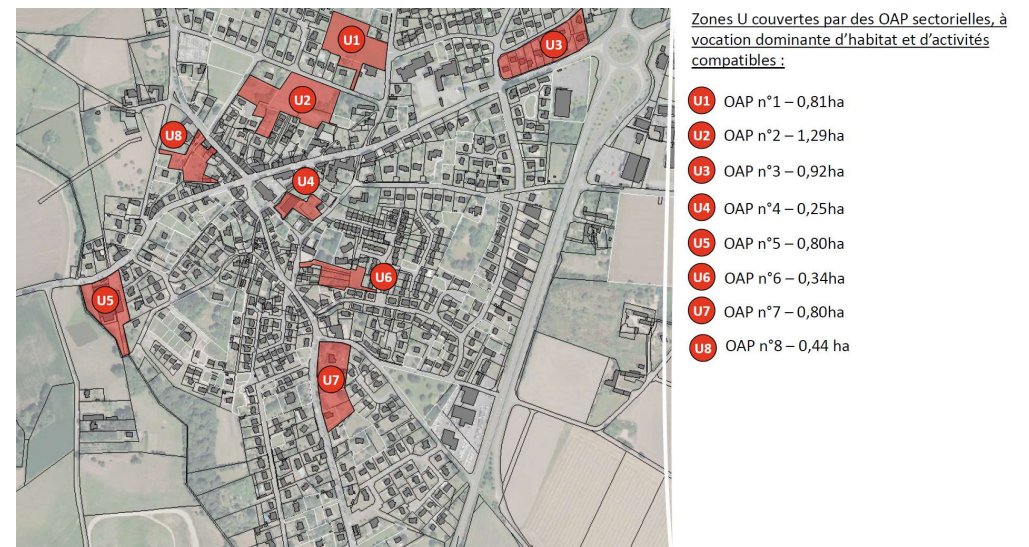 Zones U couvertes par des OAP sectorielles, à
vocation dominante d'habitat et d'activités
compatibles :
U1 OAP n°1 – 0,81ha
U2 OAP n°2 – 1,29ha
U3 OAP n°3 – 0,92ha
U4 OAP n°4 – 0,25ha
U5 OAP n°5 – 0,80ha
U6 OAP n°6 – 0,34ha
U7 OAP n°7 – 0,80ha
U8 OAP n°8 – 0,44 ha
U1
U3
U2
U8
U4
U6
U5
U7